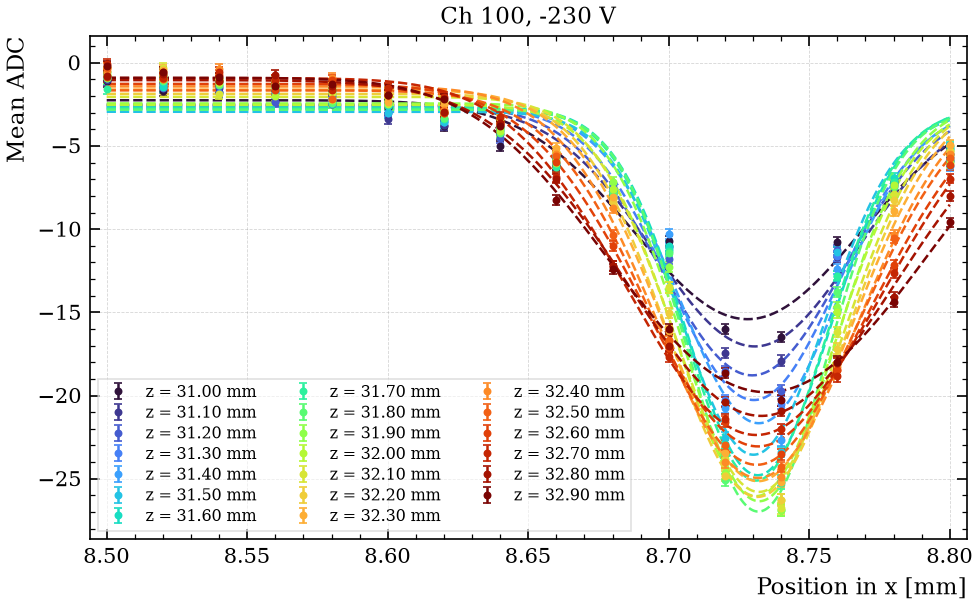 Ch 100, -230 V
Mean ADC
0
−5
−10
−15
−20
−25
z = 31.00 mm
z = 31.10 mm
z = 31.20 mm
z = 31.30 mm
z = 31.40 mm
z = 31.50 mm
z = 31.60 mm
z = 31.70 mm
z = 31.80 mm
z = 31.90 mm
z = 32.00 mm
z = 32.10 mm
z = 32.20 mm
z = 32.30 mm
z = 32.40 mm
z = 32.50 mm
z = 32.60 mm
z = 32.70 mm
z = 32.80 mm
z = 32.90 mm
8.50 8.55 8.60 8.65 8.70 8.75 8.80
Position in x [mm]